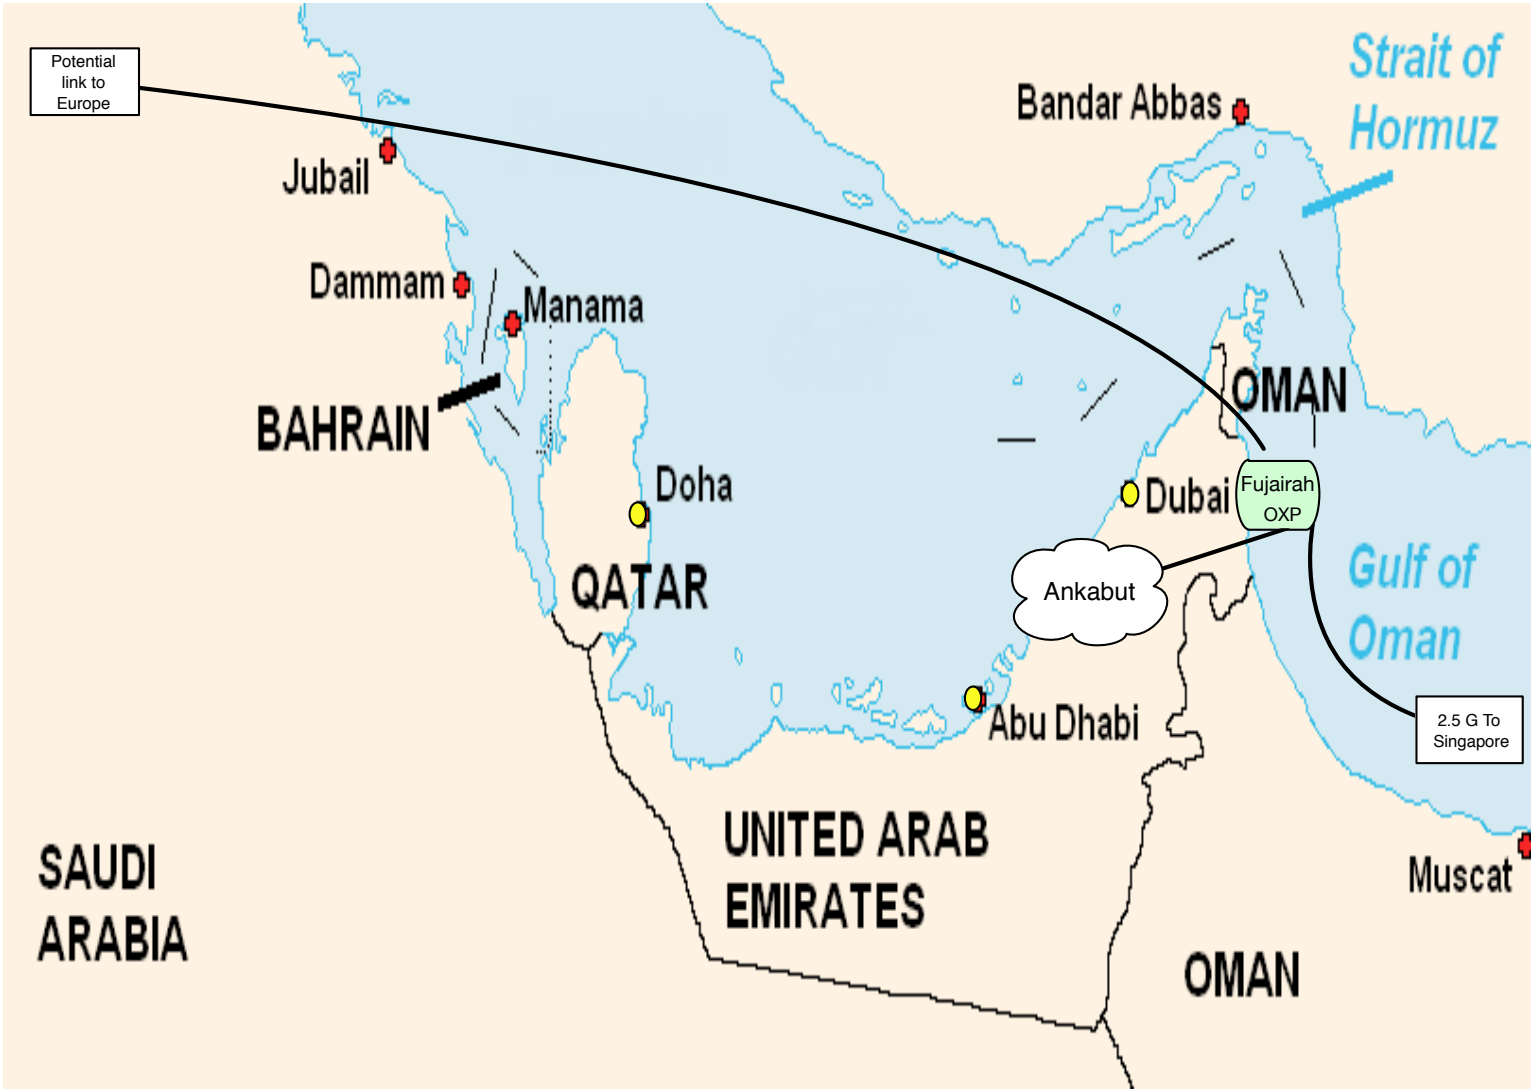 Potential
link to
Europe
Strait of
Hormuz
Bandar Abbas
Jubail
Dammam
Manama
BAHRAIN
OMAN
Doha
Dubai
Fujairah
OXP
QATAR
Ankabut
Gulf of
Oman
Abu Dhabi
2.5 G To
Singapore
UNITED ARAB
EMIRATES
SAUDI
ARABIA
Muscat
OMAN